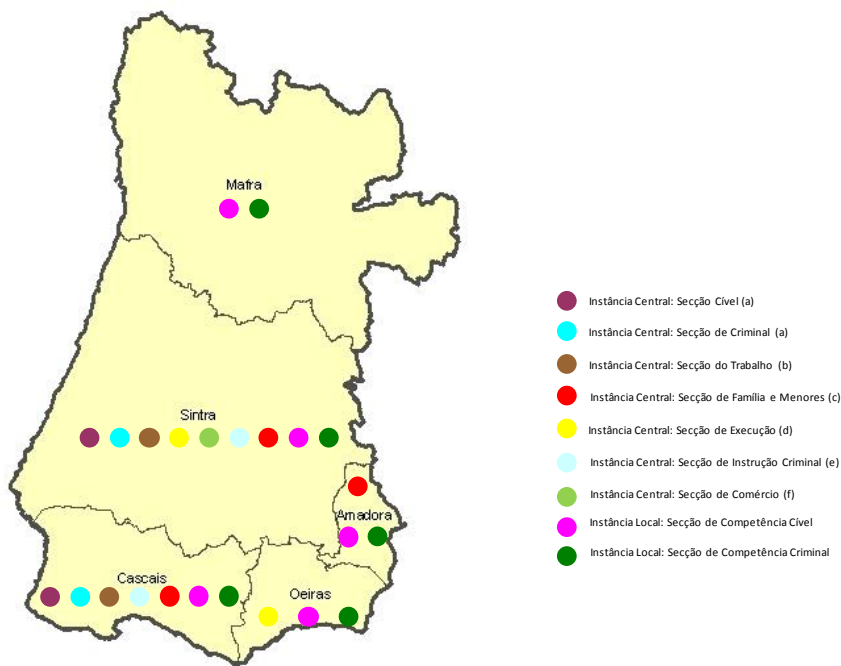 Mafra
Sintra
Amadora
Cascais
Oeiras
Instância Central: Secção Cível (a)
Instância Central: Secção de Criminal (a)
Instância Central: Secção do Trabalho (b)
Instância Central: Secção de Família e Menores (c)
Instância Central: Secção de Execução (d)
Instância Central: Secção de Instrução Criminal (e)
Instância Central: Secção de Comércio (f)
Instância Local: Secção de Competência Cível
Instância Local: Secção de Competência Criminal